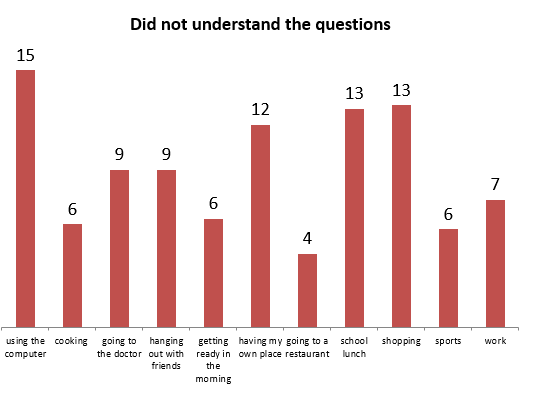 Did not understand the questions
15
6
9
9
6
12
4
13
13
6
7
using the
computer
cooking
going to
the doctor
hanging
out with
friends
getting
ready in
the
morning
having my
own place
going to a
restaurant
school
lunch
shopping
sports
work